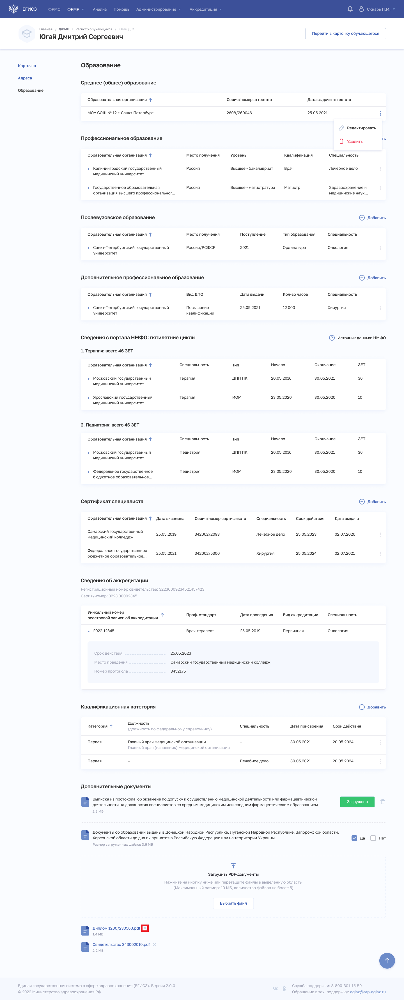 ЕГИСЗ ФРМО ФРМР Анализ Помощь Администрирование Аккредитация Скнарь П.М.
Главная / ФРМР / Регистр обучающихся / Югай Д.С.
Югай Дмитрий Сергеевич
Перейти в карточку обучающегося
Карточка
Адреса
Образование
Образование
Среднее (общее) образование
Образовательная организация Серия/номер аттестата Дата выдачи аттестата
МОУ СОШ № 12 г. Санкт-Петербург 2608/260046 25.05.2021
Редактировать
Удалить
Профессиональное образование ть
Образовательная организация Место получения Уровень Квалификация Специальность
Калининградский государственный Россия Высшее - бакалавриат Врач Лечебное дело
медицинский университет
Государственное образовательная Россия Высшее - магистратура Магистр Здравоохранение и
организация высшего профессиональног... медицинские наук...
Послевузовское образование Добавить
Образовательная организация Место получения Поступление Тип образования Специальность
Санкт-Петербургский государственный Россия/РСФСР 2021 Ординатура Онкология
университет
Дополнительное профессиональное образование Добавить
Образовательная организация Вид ДПО Дата выдачи Кол-во часов Специальность
Санкт-Петербургский государственный Повышение 25.05.2021 12 000 Хирургия
университет квалификации
Сведения с портала НМФО: пятилетние циклы Источник данных: НМФО
1. Терапия: всего 46 ЗЕТ
Образовательная организация Специальность Тип Начало Окончание ЗЕТ
Московский государственный Терапия ДПП ПК 20.05.2016 30.05.2021 36
медицинский университет
Ярославский государственный Терапия ИОМ 23.05.2020 30.05.2020 10
медицинский университет
2. Педиатрия: всего 46 ЗЕТ
Образовательная организация Специальность Тип Начало Окончание ЗЕТ
Московский государственный Педиатрия ДПП ПК 20.05.2016 30.05.2021 36
медицинский университет
Федеральное государственное Педиатрия ИОМ 23.05.2020 30.05.2020 10
бюджетное образовательное...
Сертификат специалиста Добавить
Образовательная организация Дата экзамена Серия/номер сертификата Специальность Срок действия Дата выдачи
Самарский государственный
медицинский колледдж 25.05.2019 342002/2093 Лечебное дело 25.05.2023 02.07.2020
Федеральное государственное
бюджетное образовательное... 25.05.2021 342002/5300 Хирургия 25.05.2024 02.07.2021
Сведения об аккредитации
Регистрационный номер свидетельства: 32230009234521457423
Серия/номер: 3223 00092345
Уникальный номер
реестровой записи об аккредитации Проф. стандарт Дата проведения Вид аккредитации Специальность
2022.12345 Врач-терапевт 25.05.2019 Первичная Онкология
Срок действия 25.05.2023
Место прведения Самарский государственный медицинский колледж
Номер протокола 3452175
Квалификационная категория Добавить
Категория Должность Специальность Дата присвоения Срок действия
(должность по федеральному справочнику)
Первая Главный врач медицинской организации – 30.05.2021 20.05.2024
Главный врач (начальник) медицинской организации
Первая – Лечебное дело 30.05.2021 20.05.2024
Дополнительные документы
Выписка из протокола об экзамене по допуску к осуществлению медицинской деятельности или фармацевтической
деятельности на должностях специалистов со средним медицинским или средним фармацевтическим образованием
2,3 МБ
Загружено
Документы об образовании выданы в Донецкой Народной Республике, Луганской Народной Республике, Запорожской области,
Херсонской области до дня их принятия в Российскую Федерацию или на территории Украины
Размер загруженных файлов 3,6 МБ
Да Нет
Загрузить PDF-документы
Нажмите на кнопку ниже или перетащите файлы в выделенную область
(Максимальный размер: 10 МБ, количество файлов не более 5)
Выбрать файл
Диплом 1200/230560.pdf
1,4 МБ
Свидетельство 343002010.pdf
2,2 МБ
Единая государственная система в сфере здравоохранения (ЕГИСЗ). Версия 2.0.0
© 2022 Министерство здравоохранения РФ
Служба поддержки: 8-800-301-15-59
Обращение в тех. поддержку: egisz@stp-egisz.ru